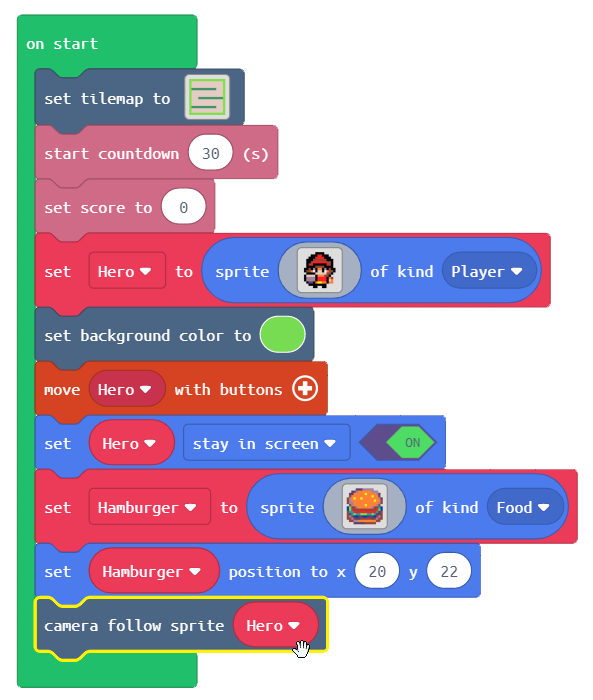 on start
set tilemap to
start countdown 30 (s)
set score to 0
set Hero to sprite of kind Player
set background color to
move Hero with buttons
set Hero stay in screen ON
set Hamburger to sprite of kind Food
set Hamburger position to x 20 y 22
camera follow sprite Hero